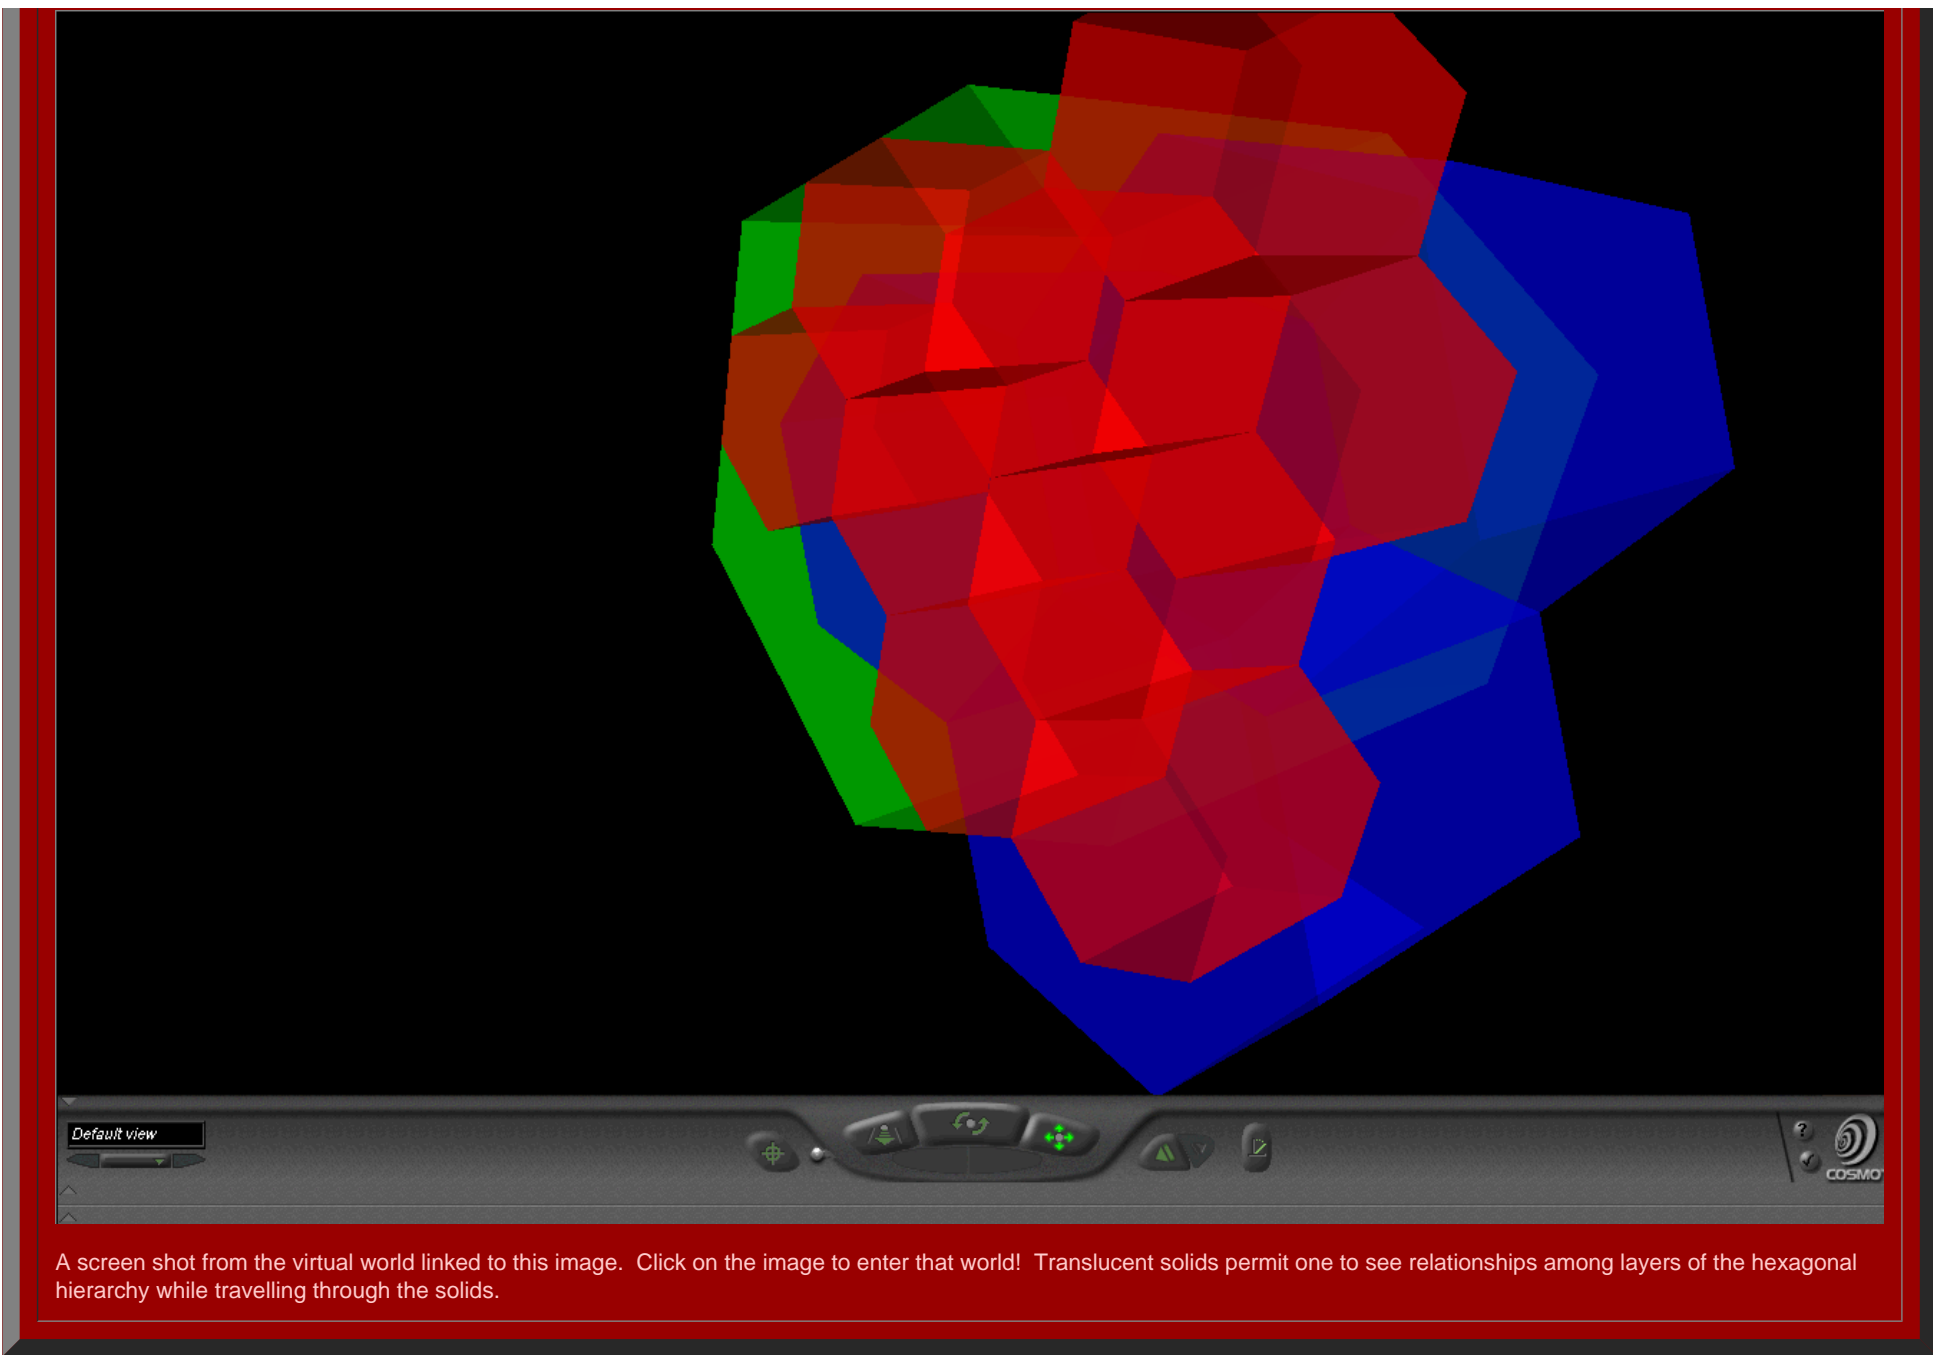 Default view
?
COSMO
A screen shot from the virtual world linked to this image.  Click on the image to enter that world!  Translucent solids permit one to see relationships among layers of the hexagonal
hierarchy while travelling through the solids.